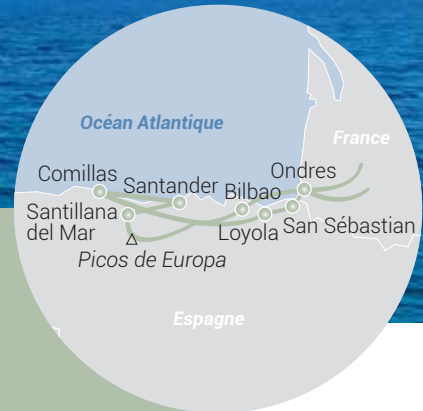 Océan Atlantique
France
Comillas
Santander
Bilbao
Ondres
Santillana
del Mar
Loyola
San Sébastian
Picos de Europa
Espagne